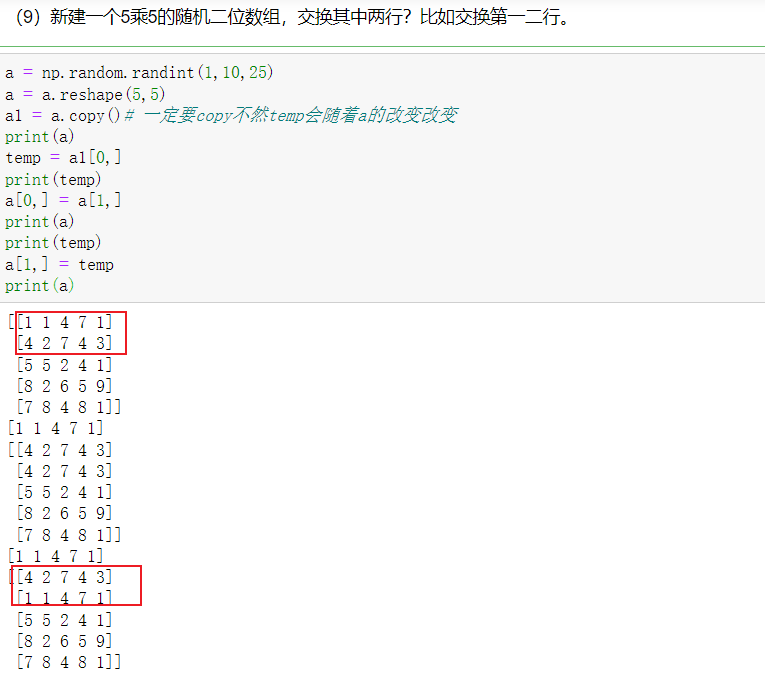 （9）新建一个5乘5的随机二位数组，交换其中两行？比如交换第一二行。
a = np.random.randint(1,10,25)
a = a.reshape(5,5)
a1 = a.copy()# 一定要copy不然temp会随着a的改变改变
print(a)
temp = a1[0,]
print(temp)
a[0,] = a[1,]
print(a)
print(temp)
a[1,] = temp
print(a)
[[1 1 4 7 1]
[4 2 7 4 3]
[5 5 2 4 1]
[8 2 6 5 9]
[7 8 4 8 1]]
[1 1 4 7 1]
[[4 2 7 4 3]
[4 2 7 4 3]
[5 5 2 4 1]
[8 2 6 5 9]
[7 8 4 8 1]]
[1 1 4 7 1]
[[4 2 7 4 3]
[1 1 4 7 1]
[5 5 2 4 1]
[8 2 6 5 9]
[7 8 4 8 1]]